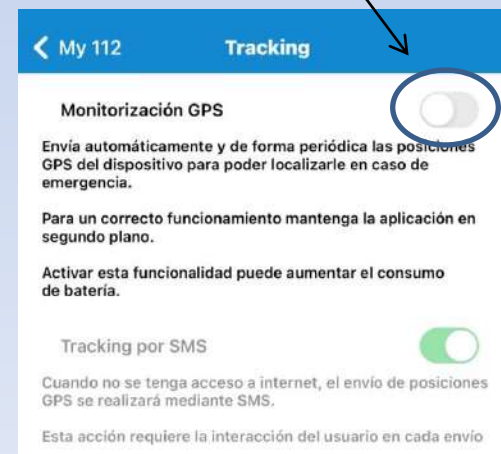 My 112 Tracking
Monitorización GPS
Envía automáticamente y de forma periódica las posiciones
GPS del dispositivo para poder localizarle en caso de
emergencia.
Para un correcto funcionamiento mantenga la aplicación en
segundo plano.
Activar esta funcionalidad puede aumentar el consumo
de batería.
Tracking por SMS
Cuando no se tenga acceso a internet, el envío de posiciones
GPS se realizará mediante SMS.
Esta acción requiere la interacción del usuario en cada envío